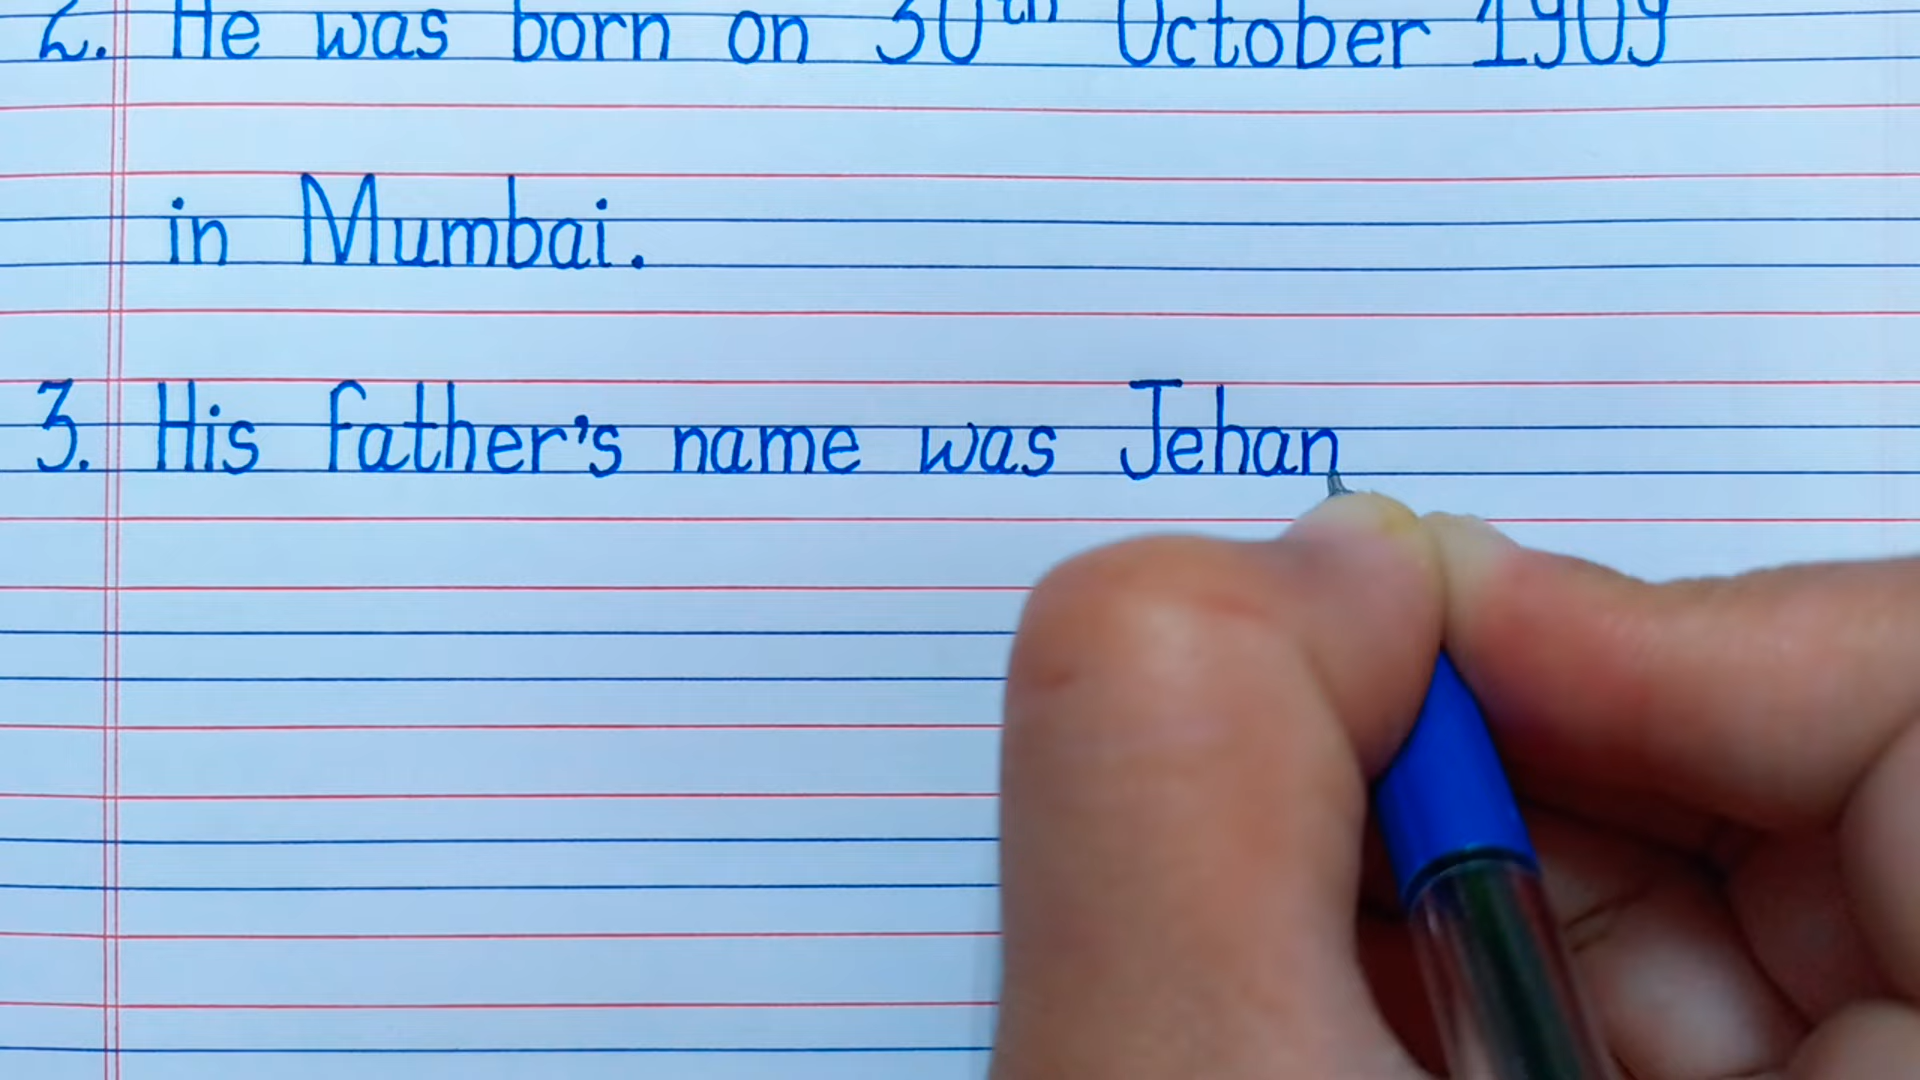 2. He was born on 30th October 1909
in Mumbai.
3. His father's name was Jehan